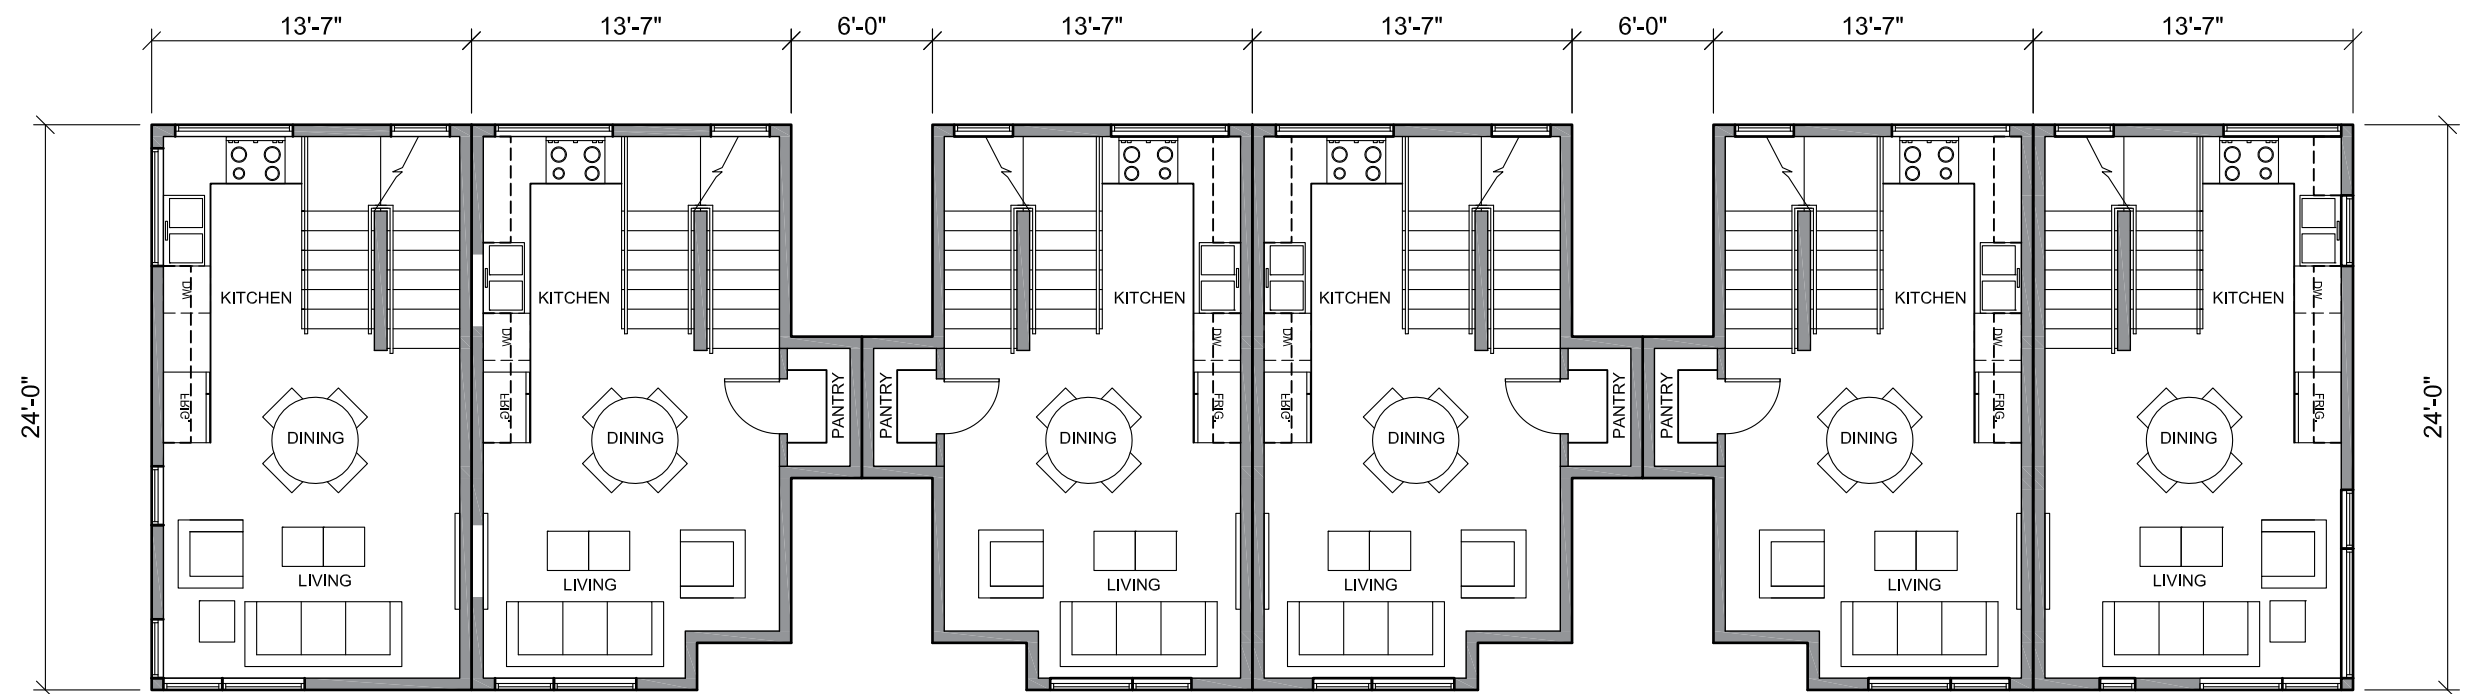 13'-7"
13'-7"
6'-0"
13'-7"
13'-7"
6'-0"
13'-7"
13'-7"
24'-0"
24'-0"
KITCHEN
KITCHEN
KITCHEN
KITCHEN
KITCHEN
KITCHEN
DW.
DW.
DW.
DW.
DW.
DW.
FRIG.
FRIG.
FRIG.
FRIG.
FRIG.
FRIG.
PANTRY
PANTRY
PANTRY
PANTRY
DINING
DINING
DINING
DINING
DINING
DINING
LIVING
LIVING
LIVING
LIVING
LIVING
LIVING